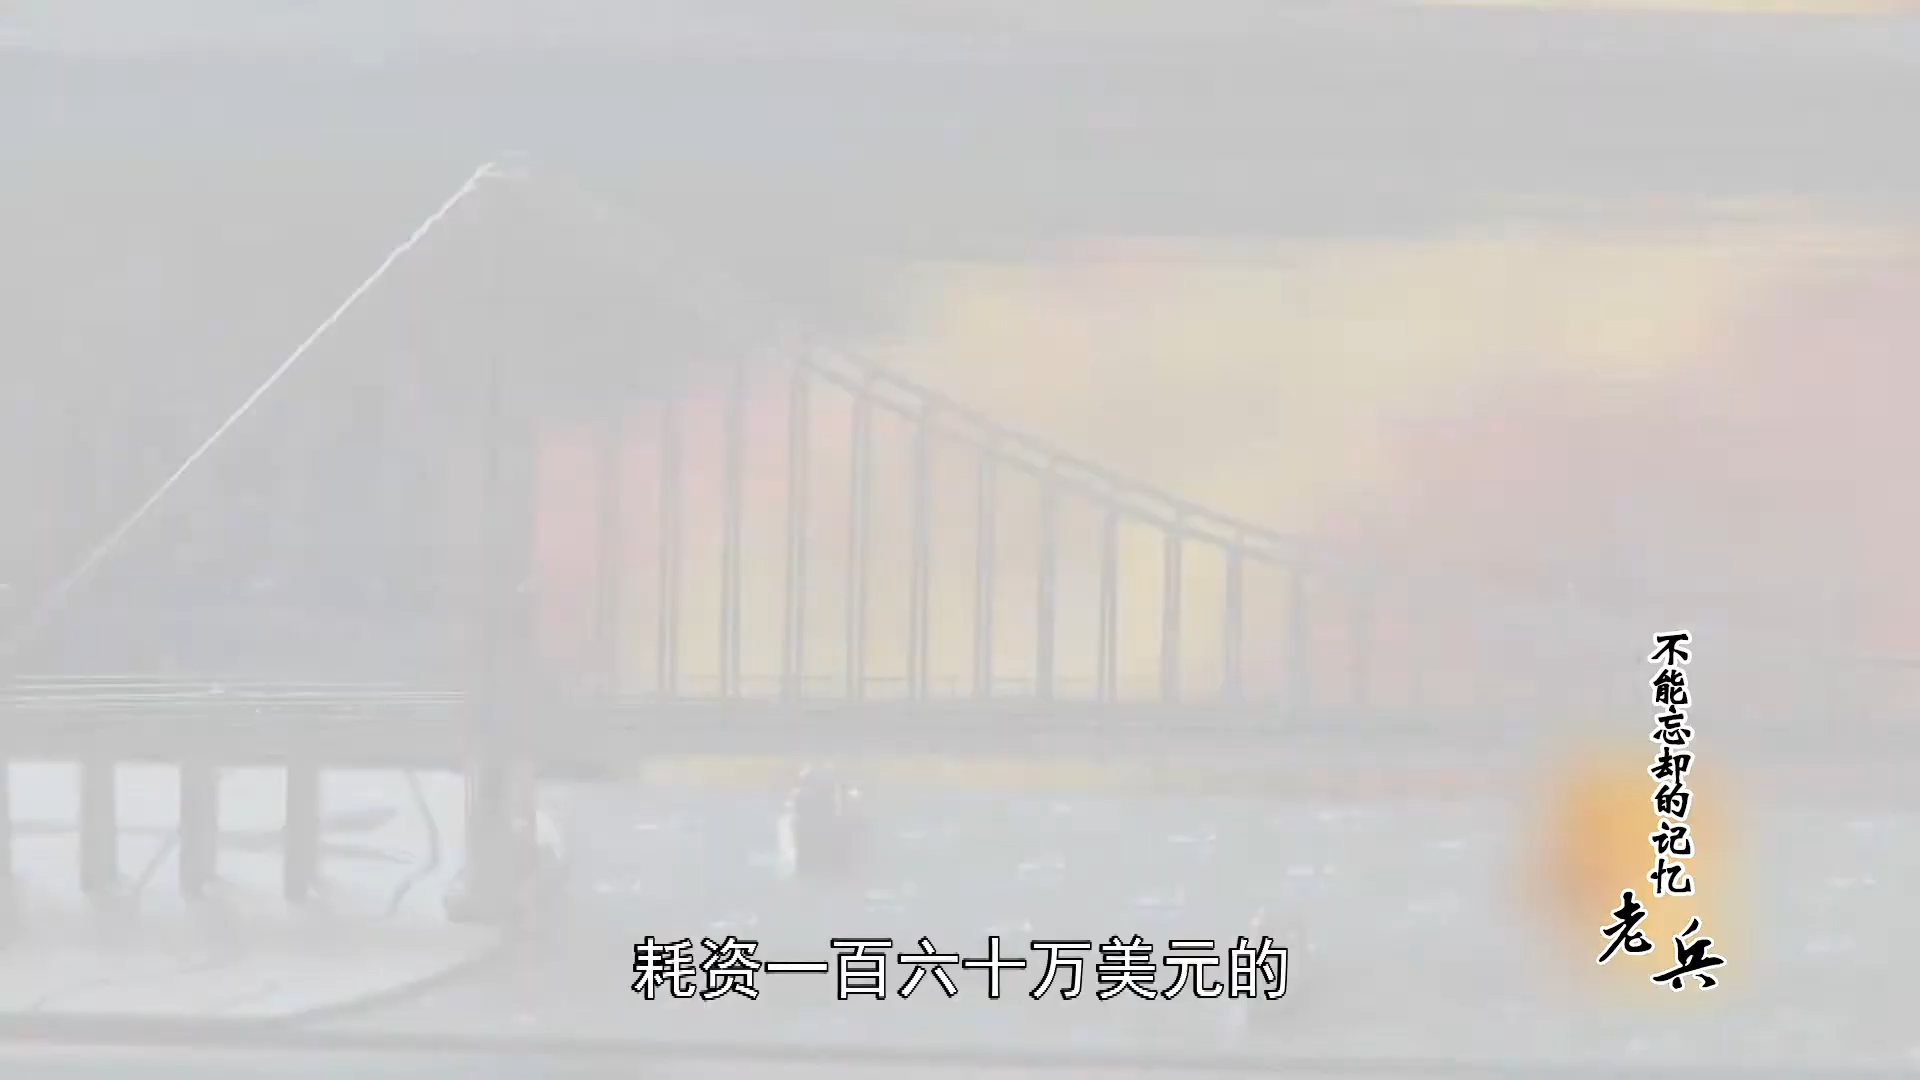 不能忘却的记忆
老兵
耗资一百六十万美元的